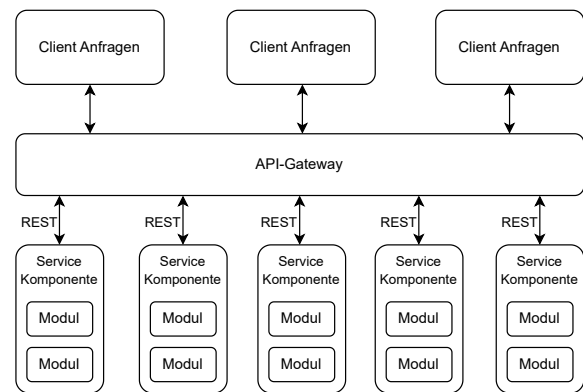 Client Anfragen
Client Anfragen
Client Anfragen
API-Gateway
REST
REST
REST
REST
REST
Service
Komponente
Modul
Modul
Service
Komponente
Modul
Modul
Service
Komponente
Modul
Modul
Service
Komponente
Modul
Modul
Service
Komponente
Modul
Modul